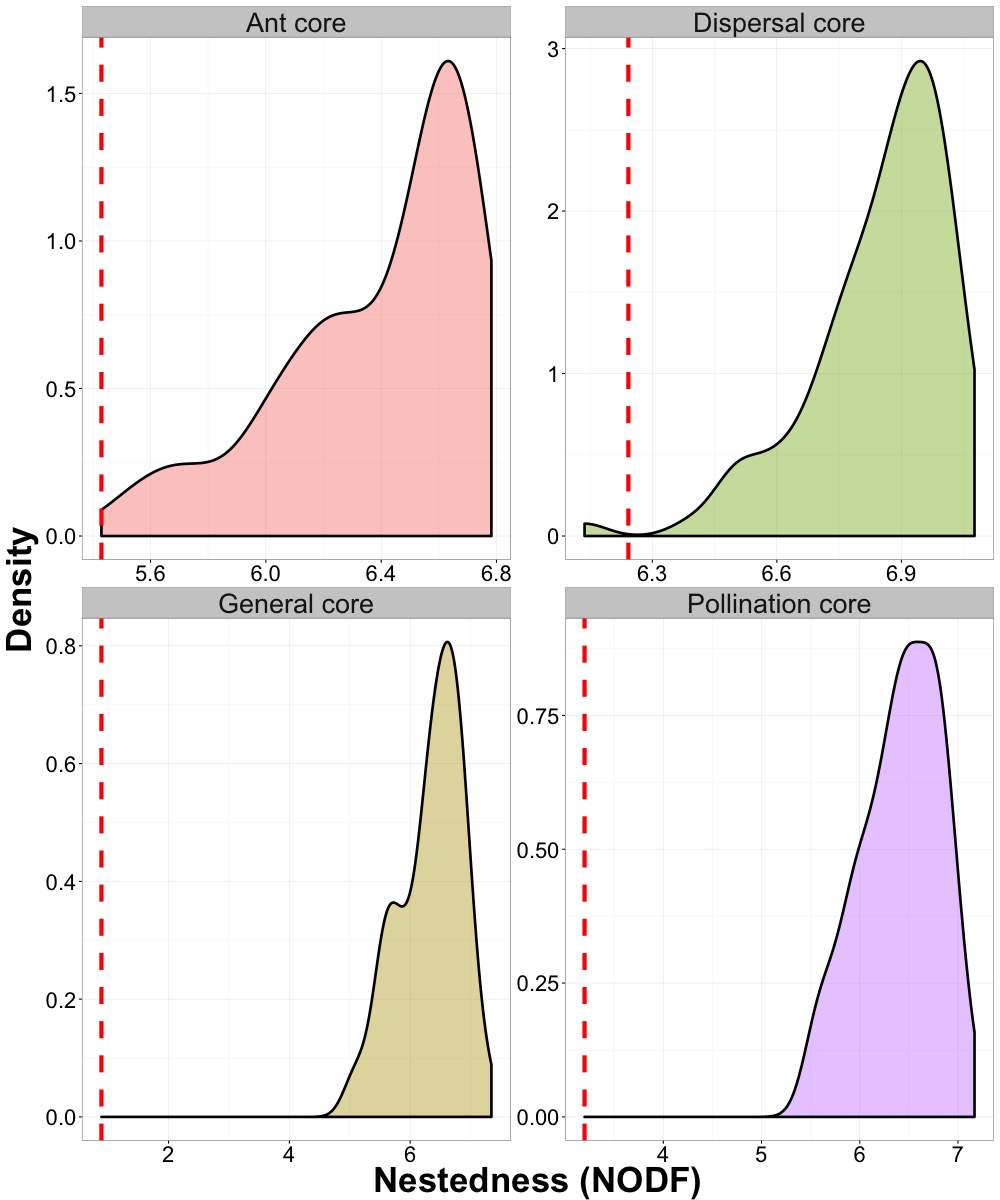 Ant core
Dispersal core
1.5
1.0
0.5
0.0
3
2
1
0
5.6 6.0 6.4 6.8
6.3 6.6 6.9
Density
General core
Pollination core
0.8
0.6
0.4
0.2
0.0
0.75
0.50
0.25
0.00
2 4 6
4 5 6 7
Nestedness (NODF)